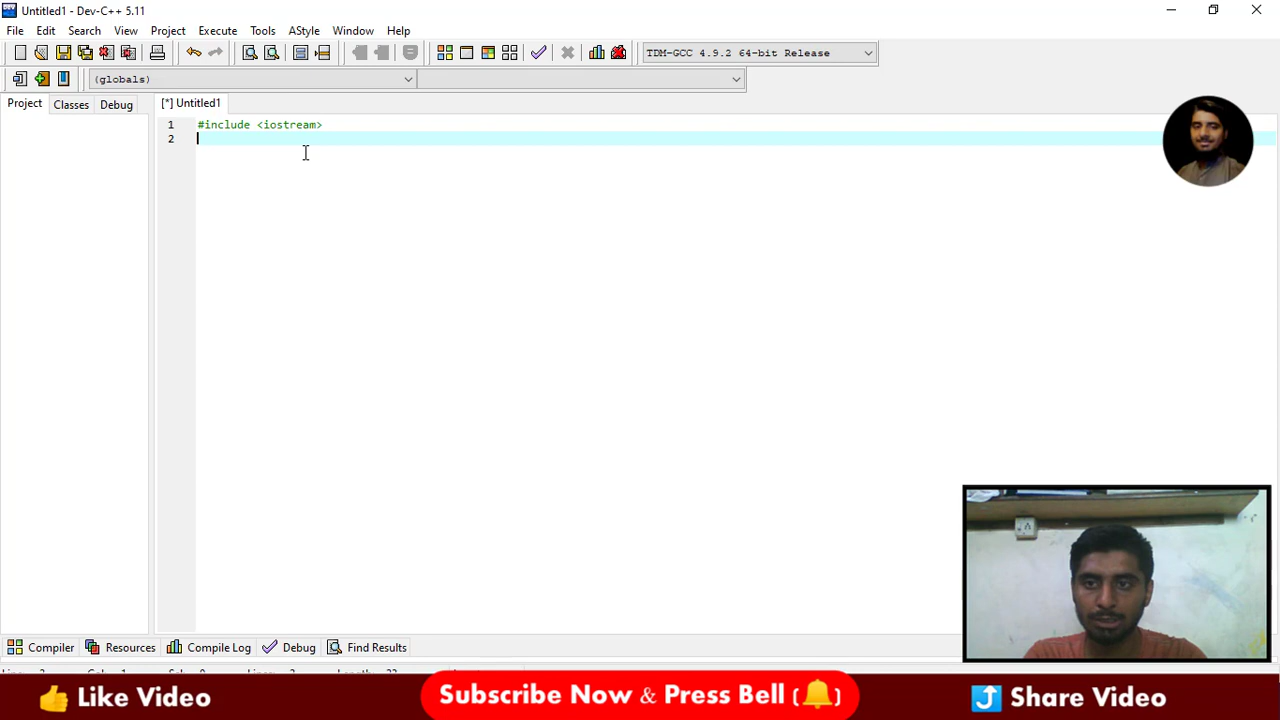 Untitled1 - Dev-C++ 5.11
File Edit Search View Project Execute Tools AStyle Window Help
TDM-GCC 4.9.2 64-bit Release
(globals)
Project Classes Debug [*] Untitled1
1 #include <iostream>
2
Compiler Resources Compile Log Debug Find Results
Like Video Subscribe Now & Press Bell ( ) Share Video